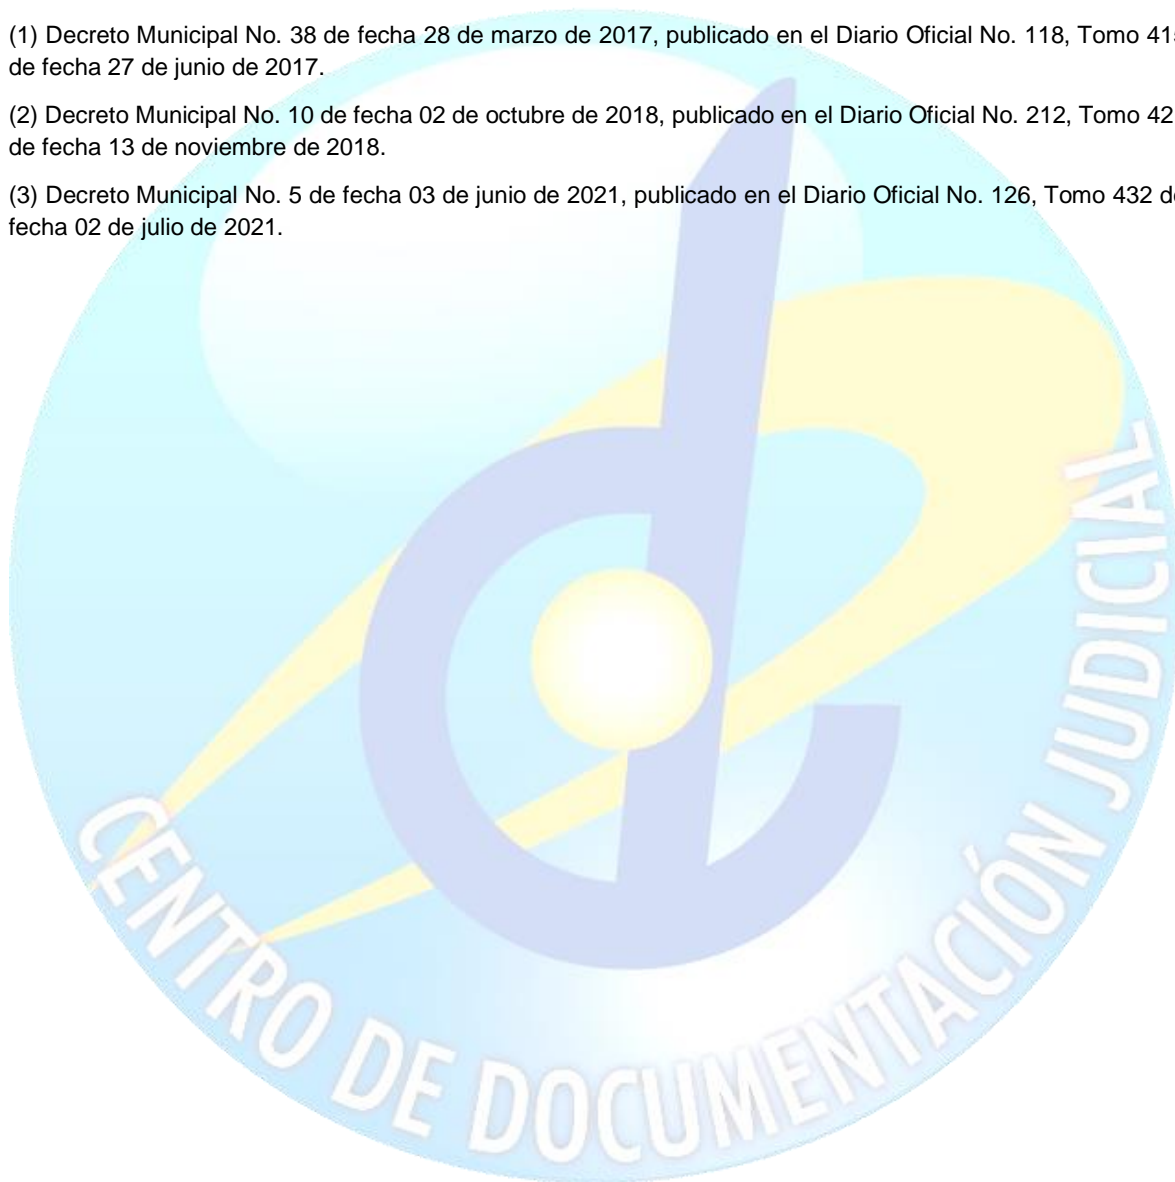 (1) Decreto Municipal No. 38 de fecha 28 de marzo de 2017, publicado en el Diario Oficial No. 118, Tomo
de fecha 27 de junio de 2017.
(2) Decreto Municipal No. 10 de fecha 02 de octubre de 2018, publicado en el Diario Oficial No. 212, Tomo
de fecha 13 de noviembre de 2018.
(3) Decreto Municipal No. 5 de fecha 03 de junio de 2021, publicado en el Diario Oficial No. 126, Tomo 432
fecha 02 de julio de 2021.
CENTRO DE DOCUMENTACIÓN JUDICIAL